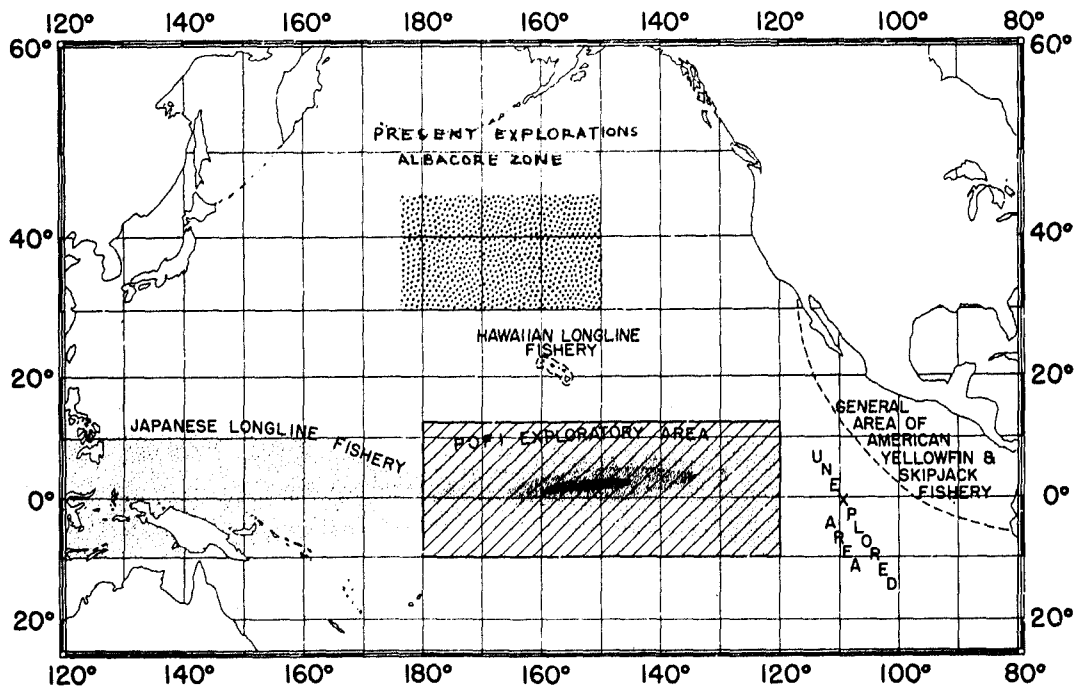 120° 140° 160° 180° 160° 140° 120° 100° 80°
60° 60°
PRESENT EXPLORATIONS
ALBACORE ZONE
40° 40°
HAWAIIAN LONGLINE
FISHERY
20° 20°
JAPANESE LONGLINE FISHERY
POFI EXPLORATORY AREA
GENERAL
AREA OF
AMERICAN
YELLOWFIN &
SKIPJACK
FISHERY
UNEXPLORED
AREA
0° 0°
20° 20°
120° 140° 160° 180° 160° 140° 120° 100° 80°